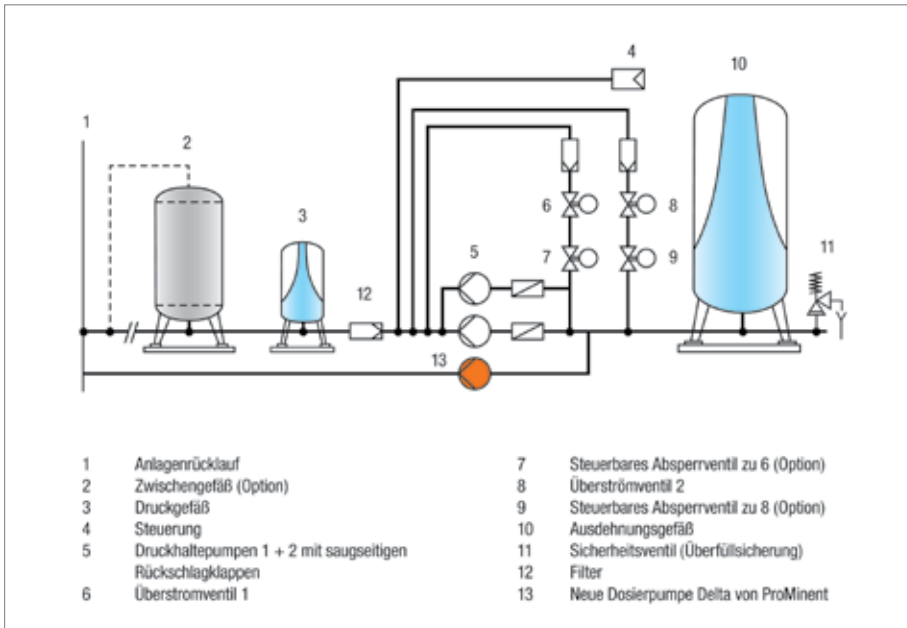 4
10
1
2
3
6
8
5
7
9
11
12
13
1 Anlagenrücklauf
2 Zwischengefäß (Option)
3 Druckgefäß
4 Steuerung
5 Druckhaltepumpen 1 + 2 mit saugseitigen
Rückschlagklappen
6 Überstromventil 1
7 Steuerbares Absperrventil zu 6 (Option)
8 Überströmventil 2
9 Steuerbares Absperrventil zu 8 (Option)
10 Ausdehnungsgefäß
11 Sicherheitsventil (Überfüllsicherung)
12 Filter
13 Neue Dosierpumpe Delta von ProMinent